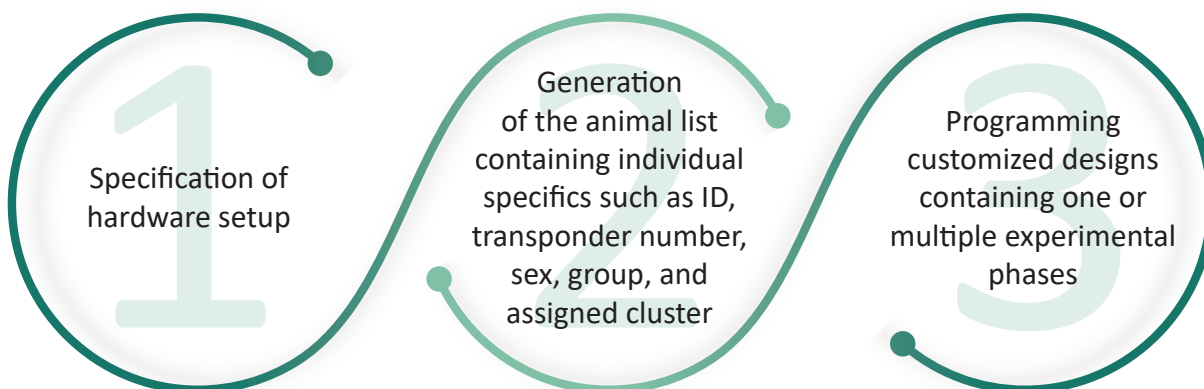 1
Specification of
hardware setup
2
Generation
of the animal list
containing individual
specifics such as ID,
transponder number,
sex, group, and
assigned cluster
3
Programming
customized designs
containing one or
multiple experimental
phases